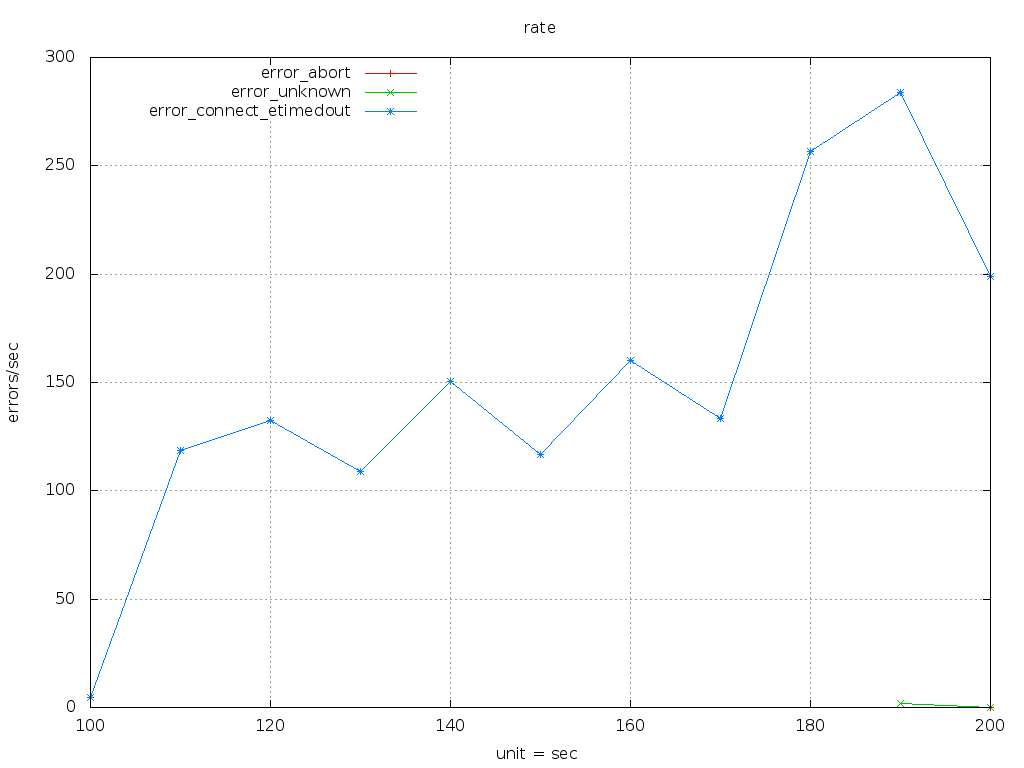 rate
300
250
200
150
100
50
0
errors/sec
error_abort
error_unknown
error_connect_etimedout
100 120 140 160 180 200
unit = sec